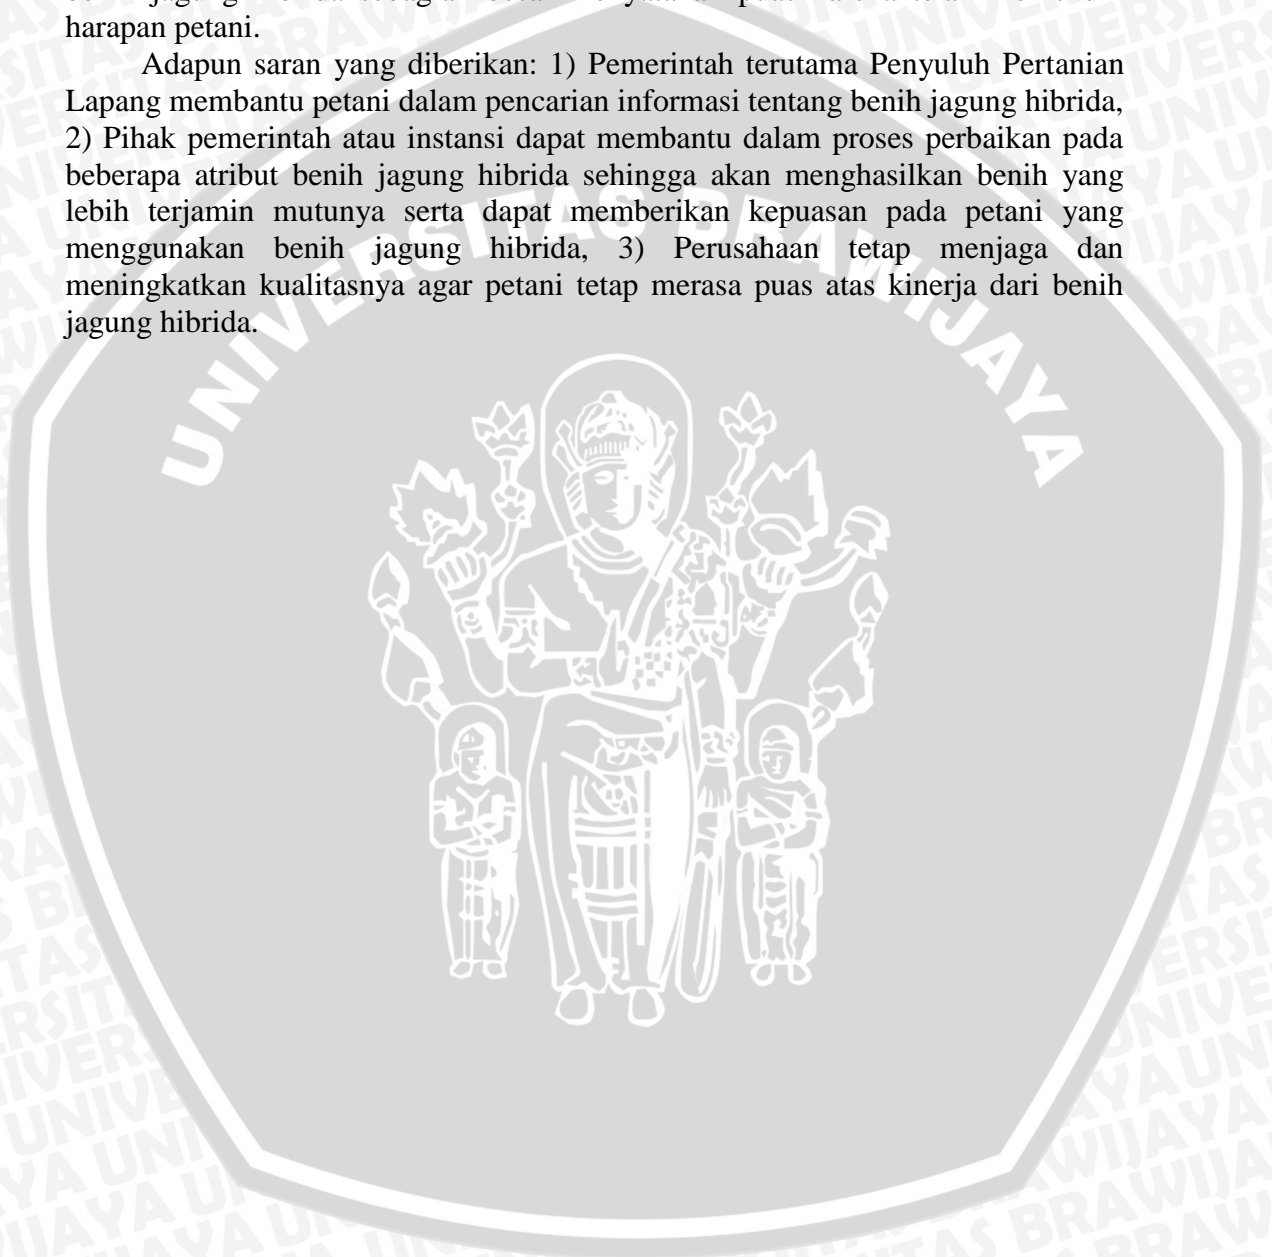 harapan petani.
Adapun saran yang diberikan: 1) Pemerintah terutama Penyuluh Pertanian
Lapang membantu petani dalam pencarian informasi tentang benih jagung hibrida,
2) Pihak pemerintah atau instansi dapat membantu dalam proses perbaikan pada
beberapa atribut benih jagung hibrida sehingga akan menghasilkan benih yang
lebih terjamin mutunya serta dapat memberikan kepuasan pada petani yang
menggunakan benih jagung hibrida, 3) Perusahaan tetap menjaga dan
meningkatkan kualitasnya agar petani tetap merasa puas atas kinerja dari benih
jagung hibrida.
UNIVERSITAS BRAWIJAYA